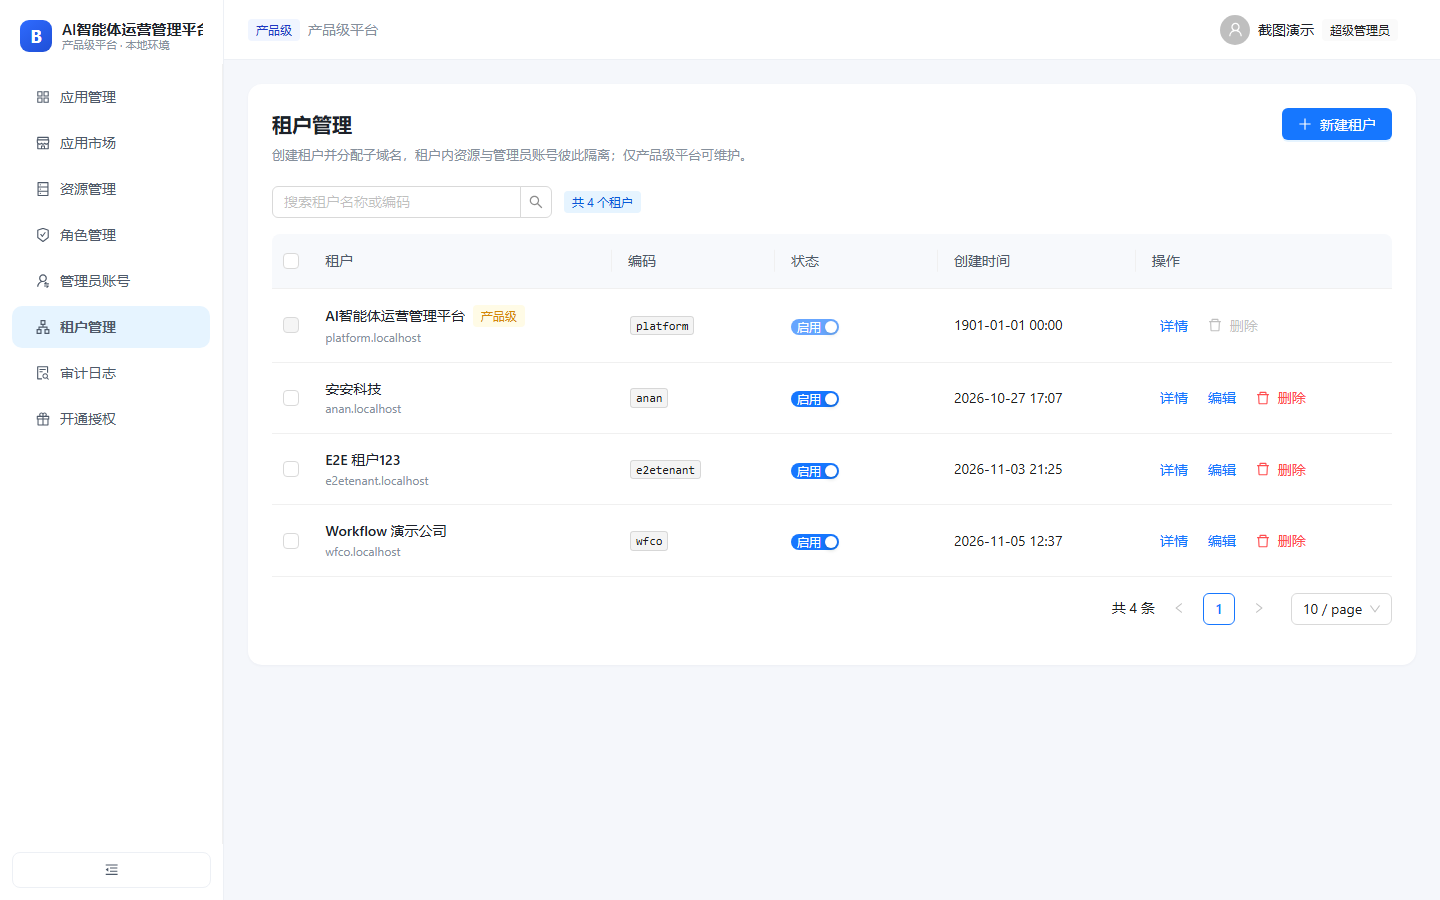 B
AI智能体运营管理平台
产品级平台 · 本地环境
产品级 产品级平台
截图演示 超级管理员
应用管理
应用市场
资源管理
角色管理
管理员账号
租户管理
审计日志
开通授权
租户管理
新建租户
创建租户并分配子域名，租户内资源与管理员账号彼此隔离；仅产品级平台可维护。
搜索租户名称或编码
共 4 个租户
租户 编码 状态 创建时间 操作
AI智能体运营管理平台 产品级
platform.localhost
platform 启用 1901-01-01 00:00 详情 删除
安安科技
anan.localhost
anan 启用 2026-10-27 17:07 详情 编辑 删除
E2E 租户123
e2etenant.localhost
e2etenant 启用 2026-11-03 21:25 详情 编辑 删除
Workflow 演示公司
wfco.localhost
wfco 启用 2026-11-05 12:37 详情 编辑 删除
共 4 条 1 10 / page